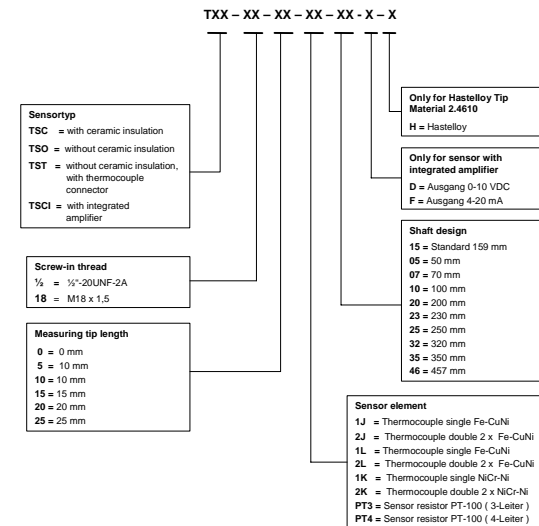 TXX – XX – XX – XX – XX - X – X
Only for Hastelloy Tip
Material 2.4610
H = Hastelloy
Sensortyp
TSC = with ceramic insulation
TSO = without ceramic insulation
TST = without ceramic insulation,
with thermocouple
connector
TSCI = with integrated
amplifier
Only for sensor with
integrated amplifier
D = Ausgang 0-10 VDC
F = Ausgang 4-20 mA
Shaft design
15 = Standard 159 mm
05 = 50 mm
07 = 70 mm
10 = 100 mm
20 = 200 mm
23 = 230 mm
25 = 250 mm
32 = 320 mm
35 = 350 mm
46 = 457 mm
Screw-in thread
½ = ½“-20UNF-2A
18 = M18 x 1,5
Measuring tip length
0 = 0 mm
5 = 10 mm
10 = 10 mm
15 = 15 mm
20 = 20 mm
25 = 25 mm
Sensor element
1J = Thermocouple single Fe-CuNi
2J = Thermocouple double 2 x Fe-CuNi
1L = Thermocouple single Fe-CuNi
2L = Thermocouple double 2 x Fe-CuNi
1K = Thermocouple single NiCr-Ni
2K = Thermocouple double 2 x NiCr-Ni
PT3 = Sensor resistor PT-100 ( 3-Leiter )
PT4 = Sensor resistor PT-100 ( 4-Leiter )